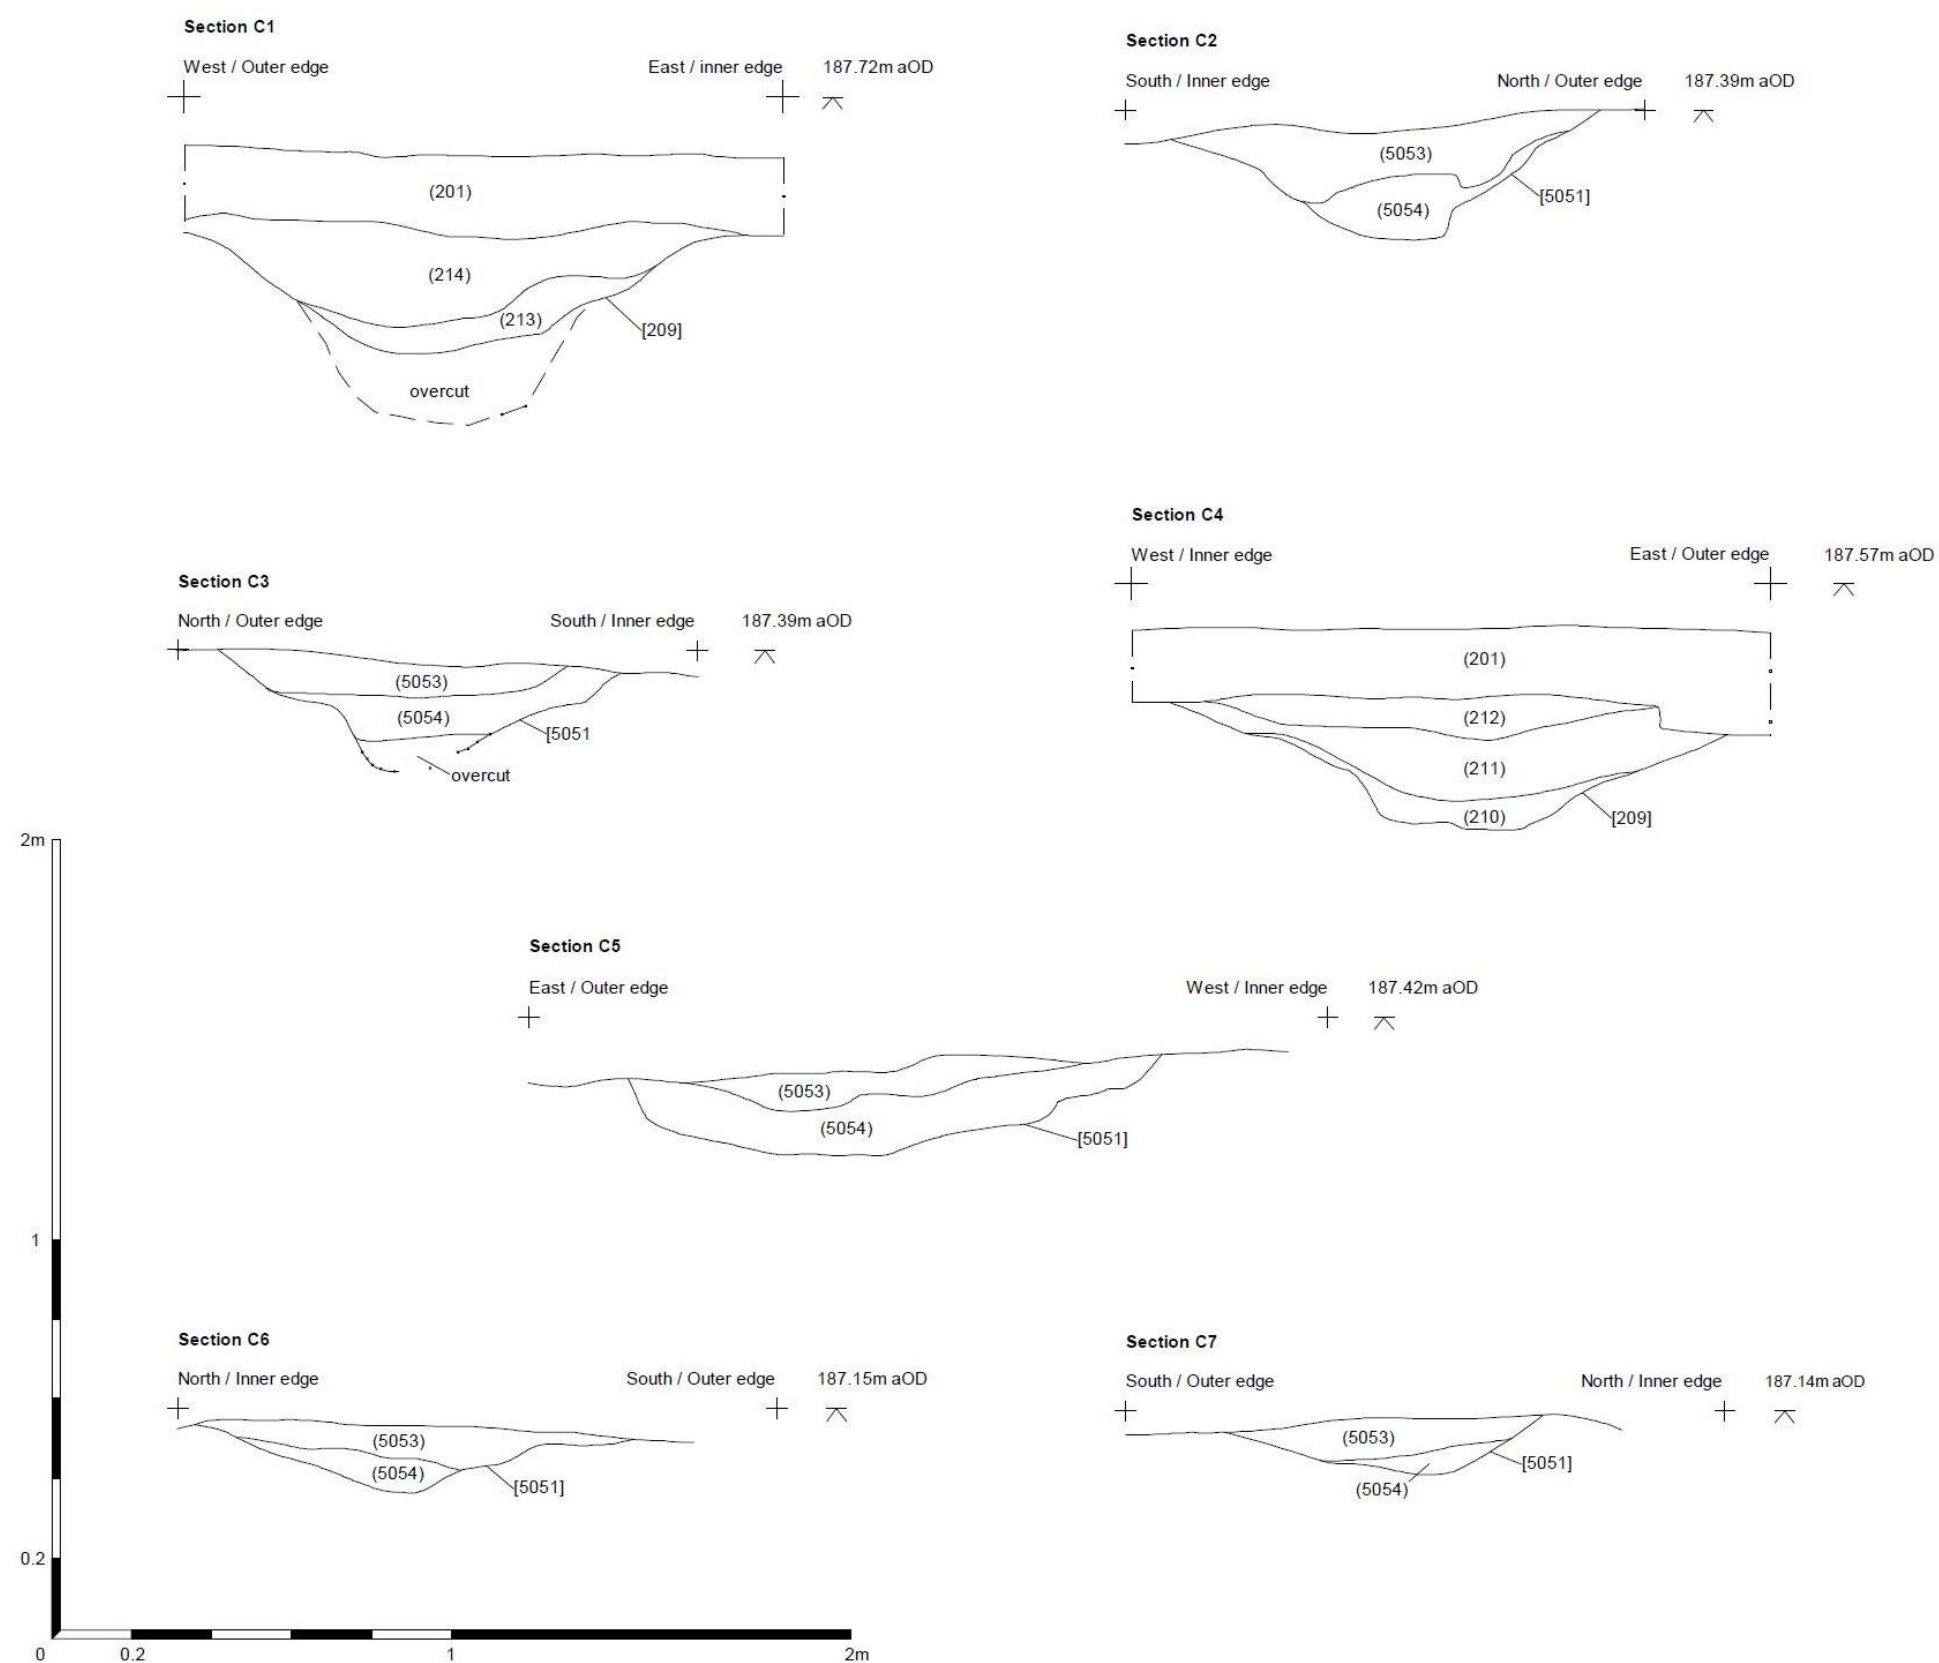 Section C1
West / Outer edge East / inner edge 187.72m aOD
(201)
(214)
(213)
[209]
overcut
Section C2
South / Inner edge North / Outer edge 187.39m aOD
(5053)
[5051]
(5054)
Section C3
North / Outer edge South / Inner edge 187.39m aOD
(5053)
(5054)
[5051
overcut
Section C4
West / Inner edge East / Outer edge 187.57m aOD
(201)
(212)
(211)
(210)
[209]
Section C5
East / Outer edge West / Inner edge 187.42m aOD
(5053)
(5054)
[5051]
Section C6
North / Inner edge South / Outer edge 187.15m aOD
(5053)
(5054)
[5051]
Section C7
South / Outer edge North / Inner edge 187.14m aOD
(5053)
[5051]
(5054)
2m
1
0.2
0 0.2 1 2m